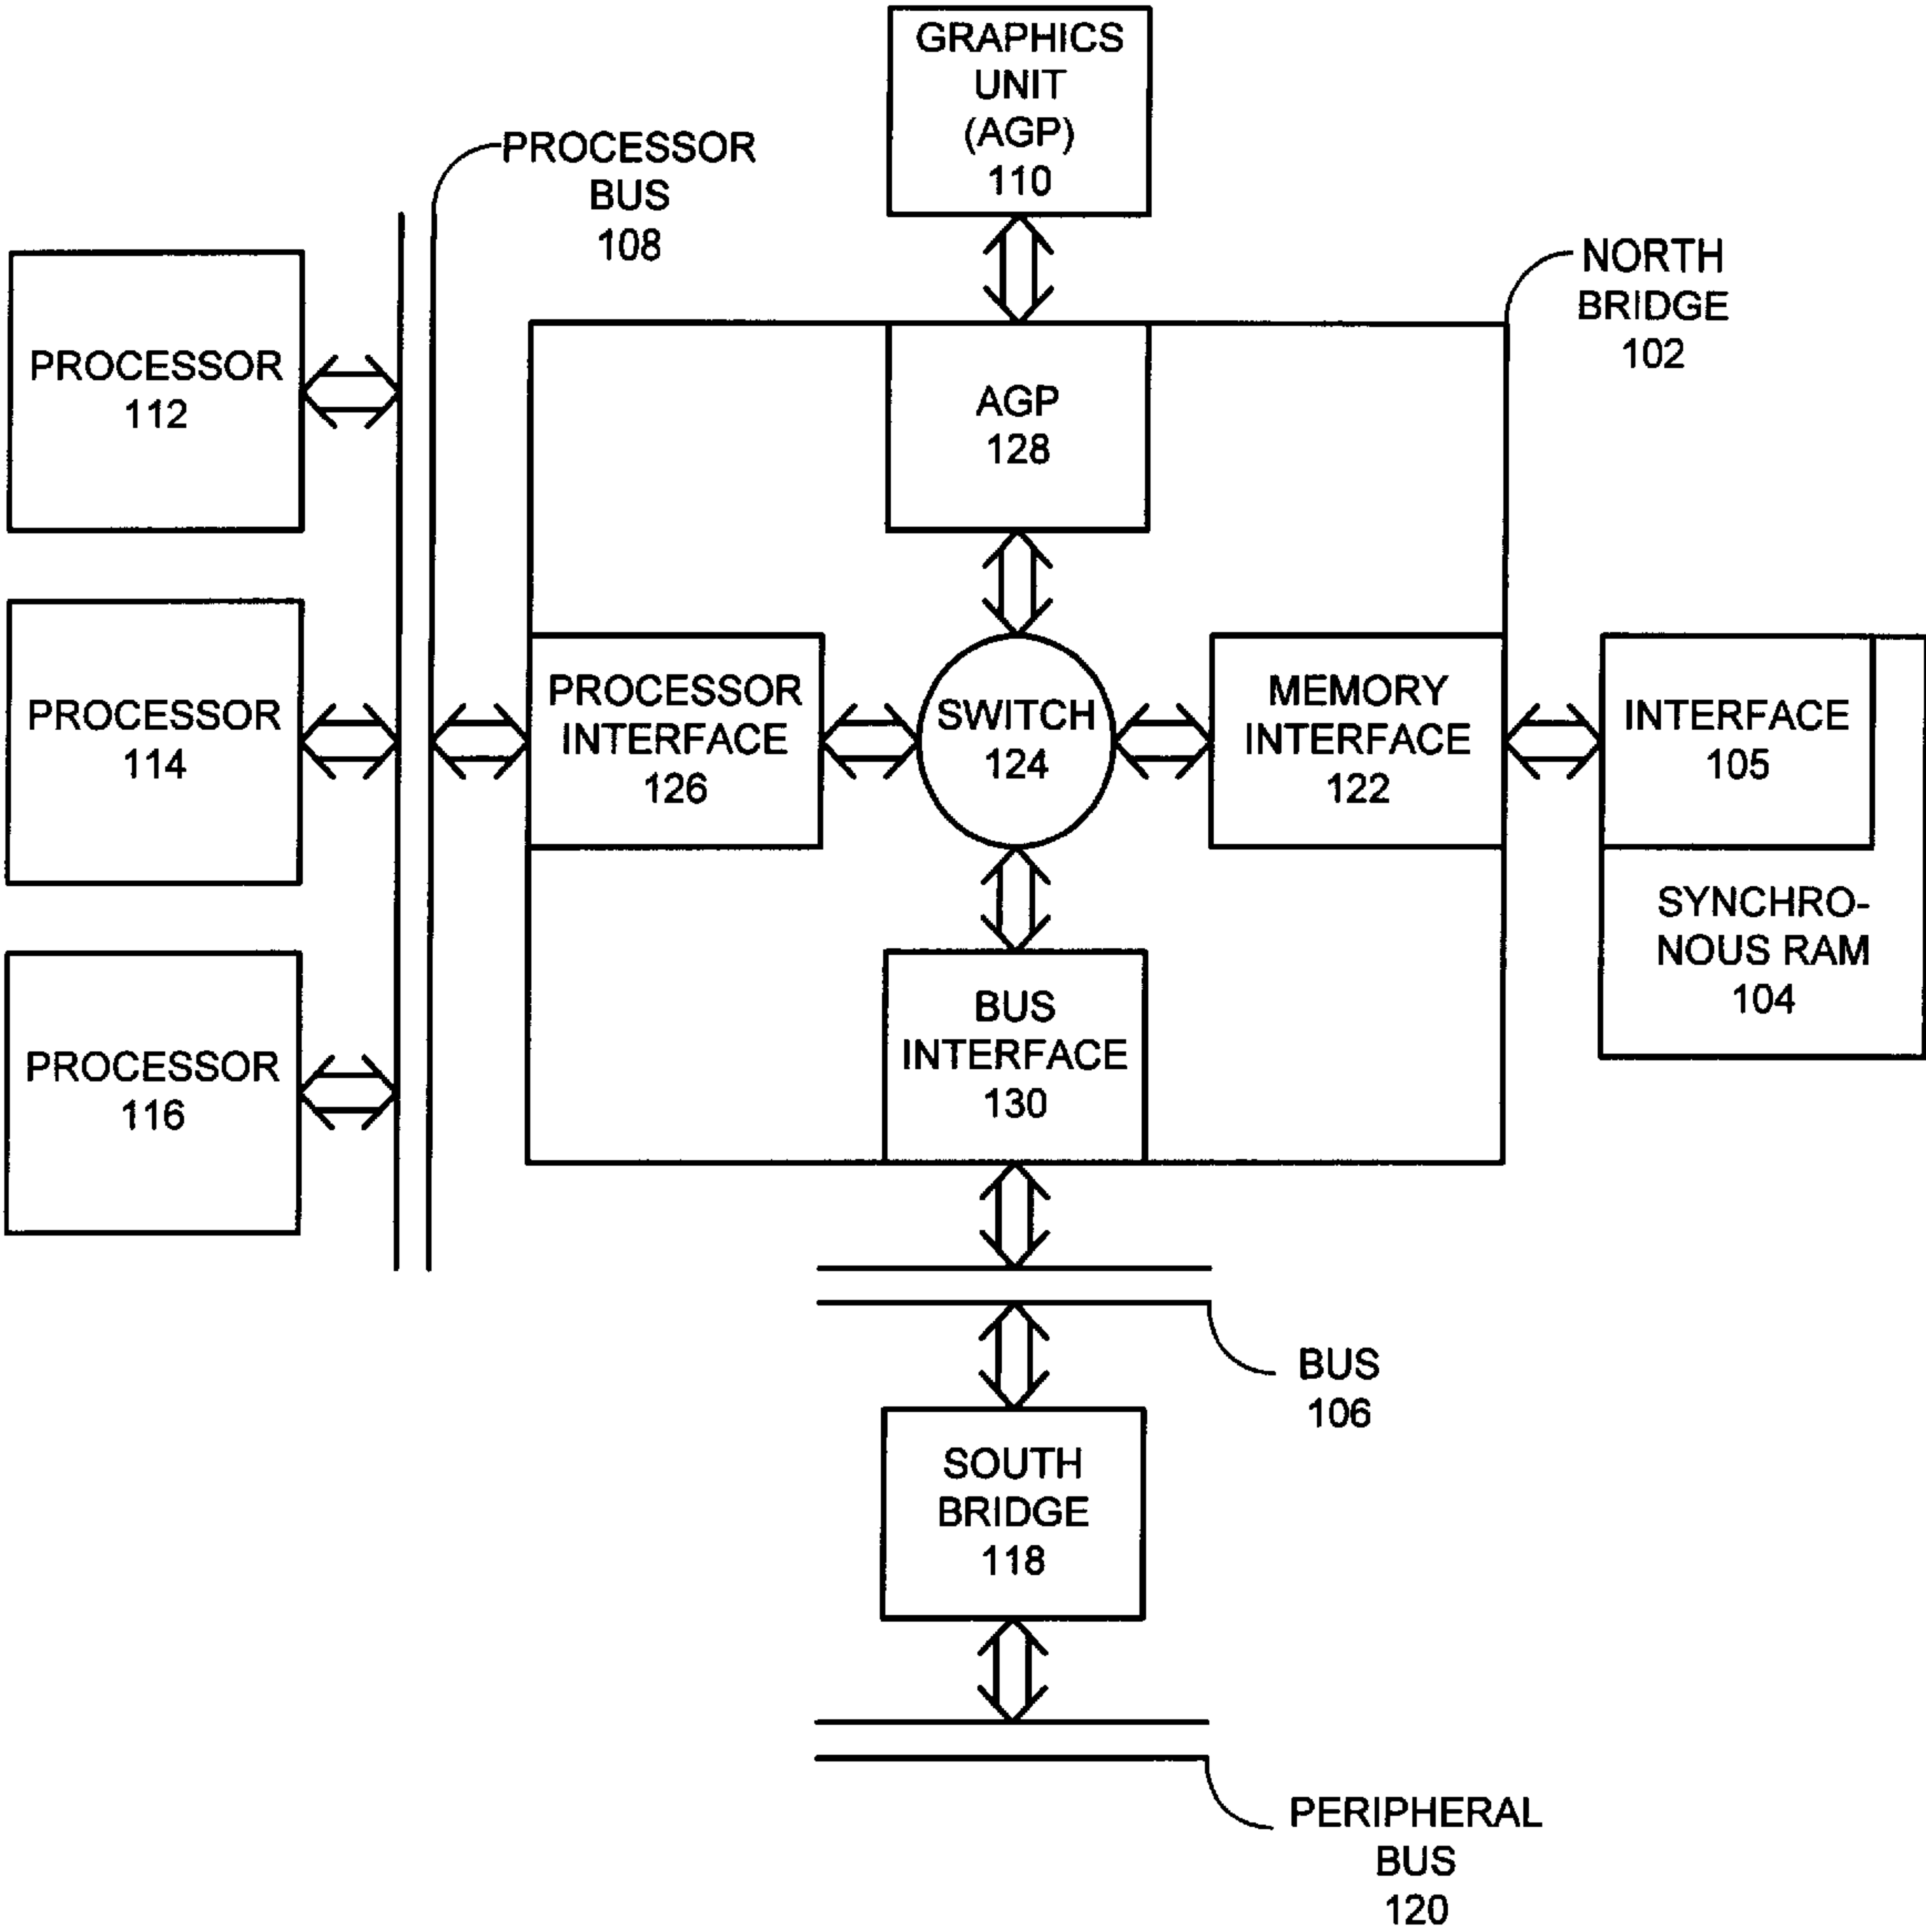 GRAPHICS
UNIT
(AGP)
110
PROCESSOR
BUS
108
NORTH
BRIDGE
102
PROCESSOR
112
AGP
128
PROCESSOR
114
PROCESSOR
INTERFACE
126
SWITCH
124
MEMORY
INTERFACE
122
INTERFACE
105
SYNCHRO-
NOUS RAM
104
PROCESSOR
116
BUS
INTERFACE
130
BUS
106
SOUTH
BRIDGE
118
PERIPHERAL
BUS
120